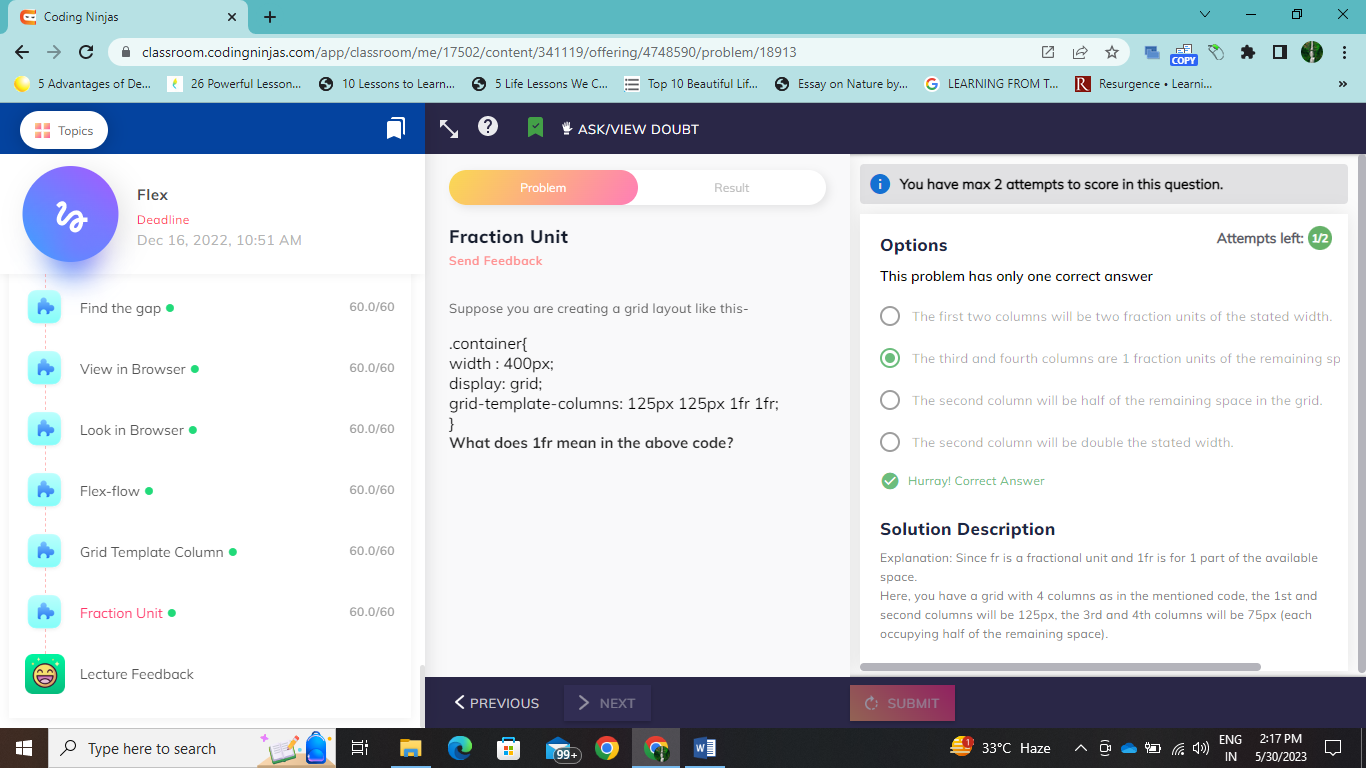 Coding Ninjas
classroom.codingninjas.com/app/classroom/me/17502/content/341119/offering/4748590/problem/18913
COPY
5 Advantages of De...
26 Powerful Lesson...
10 Lessons to Learn...
5 Life Lessons We C...
Top 10 Beautiful Lif...
Essay on Nature by...
LEARNING FROM T...
Resurgence • Learni...
Topics
ASK/VIEW DOUBT
Flex
Deadline
Dec 16, 2022, 10:51 AM
Find the gap
60.0/60
View in Browser
60.0/60
Look in Browser
60.0/60
Flex-flow
60.0/60
Grid Template Column
60.0/60
Fraction Unit
60.0/60
Lecture Feedback
Problem
Result
Fraction Unit
Send Feedback
Suppose you are creating a grid layout like this-
.container{
width : 400px;
display: grid;
grid-template-columns: 125px 125px 1fr 1fr;
}
What does 1fr mean in the above code?
You have max 2 attempts to score in this question.
Options
Attempts left: 1/2
This problem has only one correct answer
The first two columns will be two fraction units of the stated width.
The third and fourth columns are 1 fraction units of the remaining sp
The second column will be half of the remaining space in the grid.
The second column will be double the stated width.
Hurray! Correct Answer
Solution Description
Explanation: Since fr is a fractional unit and 1fr is for 1 part of the available
space.
Here, you have a grid with 4 columns as in the mentioned code, the 1st and
second columns will be 125px, the 3rd and 4th columns will be 75px (each
occupying half of the remaining space).
PREVIOUS
NEXT
SUBMIT
Type here to search
99+
1
33°C Haze
ENG
IN
2:17 PM
5/30/2023